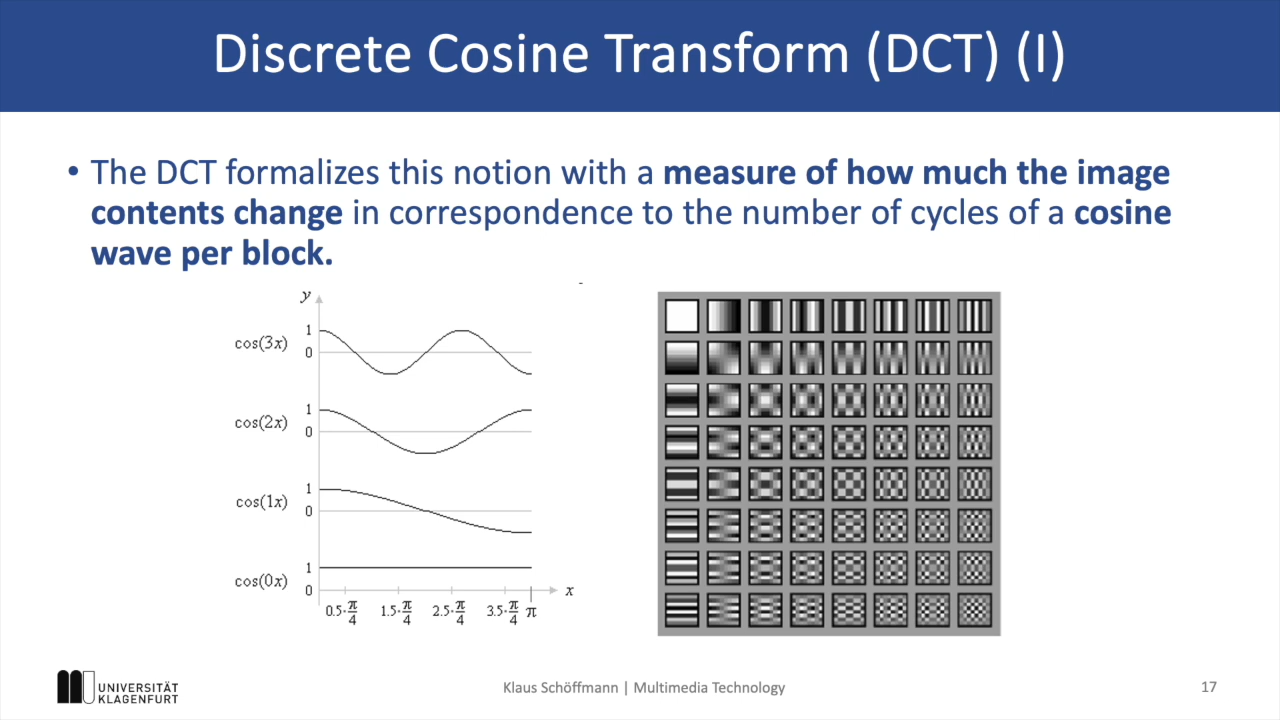 Discrete Cosine Transform (DCT) (I)
• The DCT formalizes this notion with a measure of how much the image
contents change in correspondence to the number of cycles of a cosine
wave per block.
y
cos(3x) 1
0
cos(2x) 1
0
cos(1x) 1
0
cos(0x) 1
0
x
0.5·π/4 1.5·π/4 2.5·π/4 3.5·π/4 π
UNIVERSITÄT
KLAGENFURT
Klaus Schöffmann | Multimedia Technology
17